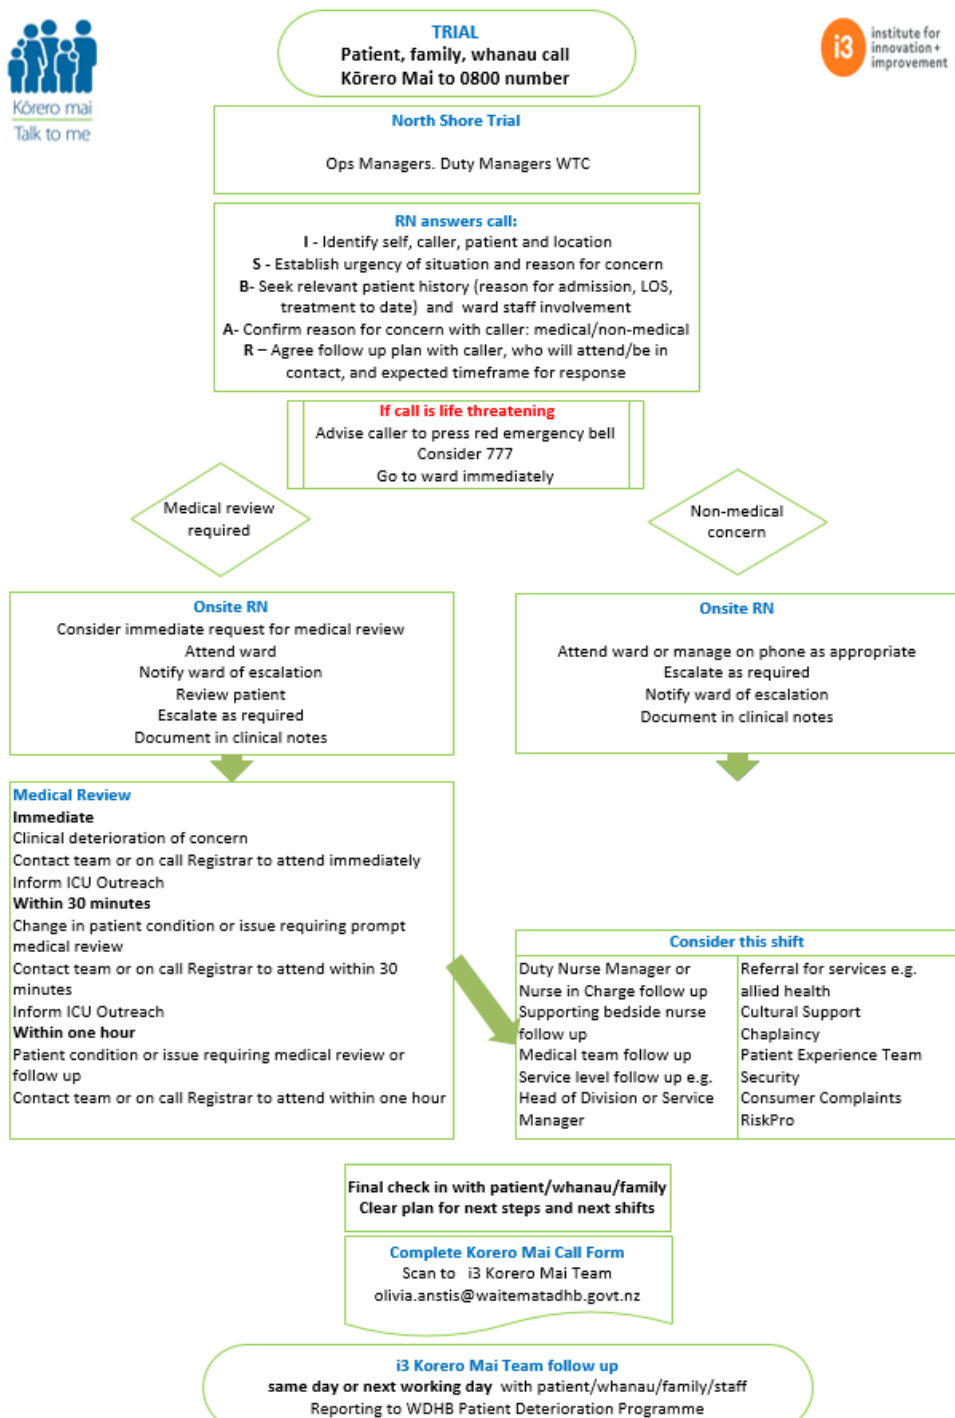 Kōrero mai
Talk to me
TRIAL
Patient, family, whanau call
Kōrero Mai to 0800 number
i3
institute for
innovation +
improvement
North Shore Trial
Ops Managers. Duty Managers WTC
RN answers call:
I - Identify self, caller, patient and location
S - Establish urgency of situation and reason for concern
B- Seek relevant patient history (reason for admission, LOS,
treatment to date) and ward staff involvement
A- Confirm reason for concern with caller: medical/non-medical
R – Agree follow up plan with caller, who will attend/be in
contact, and expected timeframe for response
If call is life threatening
Advise caller to press red emergency bell
Consider 777
Go to ward immediately
Medical review
required
Non-medical
concern
Onsite RN
Consider immediate request for medical review
Attend ward
Notify ward of escalation
Review patient
Escalate as required
Document in clinical notes
Onsite RN
Attend ward or manage on phone as appropriate
Escalate as required
Notify ward of escalation
Document in clinical notes
Medical Review
Immediate
Clinical deterioration of concern
Contact team or on call Registrar to attend immediately
Inform ICU Outreach
Within 30 minutes
Change in patient condition or issue requiring prompt
medical review
Contact team or on call Registrar to attend within 30
minutes
Inform ICU Outreach
Within one hour
Patient condition or issue requiring medical review or
follow up
Contact team or on call Registrar to attend within one hour
Consider this shift
Duty Nurse Manager or
Nurse in Charge follow up
Supporting bedside nurse
follow up
Medical team follow up
Service level follow up e.g.
Head of Division or Service
Manager
Referral for services e.g.
allied health
Cultural Support
Chaplaincy
Patient Experience Team
Security
Consumer Complaints
RiskPro
Final check in with patient/whanau/family
Clear plan for next steps and next shifts
Complete Korero Mai Call Form
Scan to i3 Korero Mai Team
olivia.anstis@waitematadhb.govt.nz
i3 Korero Mai Team follow up
same day or next working day with patient/whanau/family/staff
Reporting to WDHB Patient Deterioration Programme